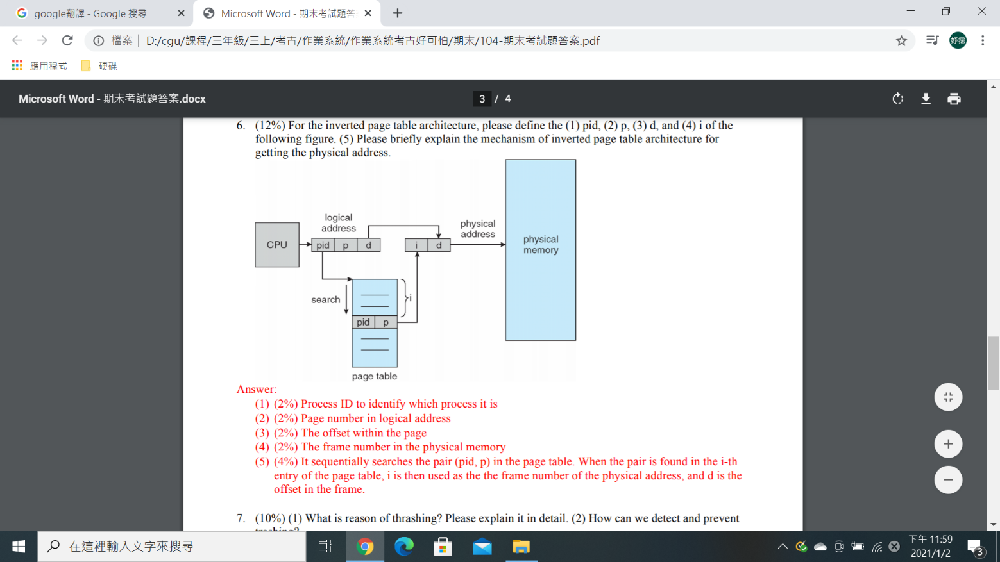 google翻譯 - Google 搜尋
Microsoft Word - 期末考試題答
檔案
D:/cgu/課程/三年級/三上/考古/作業系統/作業系統考古好可怕/期末/104-期末考試題答案.pdf
好霈
應用程式
硬碟
Microsoft Word - 期末考試題答案.docx
3 / 4
6. (12%) For the inverted page table architecture, please define the (1) pid, (2) p, (3) d, and (4) i of the
following figure. (5) Please briefly explain the mechanism of inverted page table architecture for
getting the physical address.
logical
address
physical
address
CPU
pid p d
i d
physical
memory
search
i
pid p
page table
Answer:
(1) (2%) Process ID to identify which process it is
(2) (2%) Page number in logical address
(3) (2%) The offset within the page
(4) (2%) The frame number in the physical memory
(5) (4%) It sequentially searches the pair (pid, p) in the page table. When the pair is found in the i-th
entry of the page table, i is then used as the the frame number of the physical address, and d is the
offset in the frame.
7. (10%) (1) What is reason of thrashing? Please explain it in detail. (2) How can we detect and prevent
在這裡輸入文字來搜尋
下午 11:59
2021/1/2
3